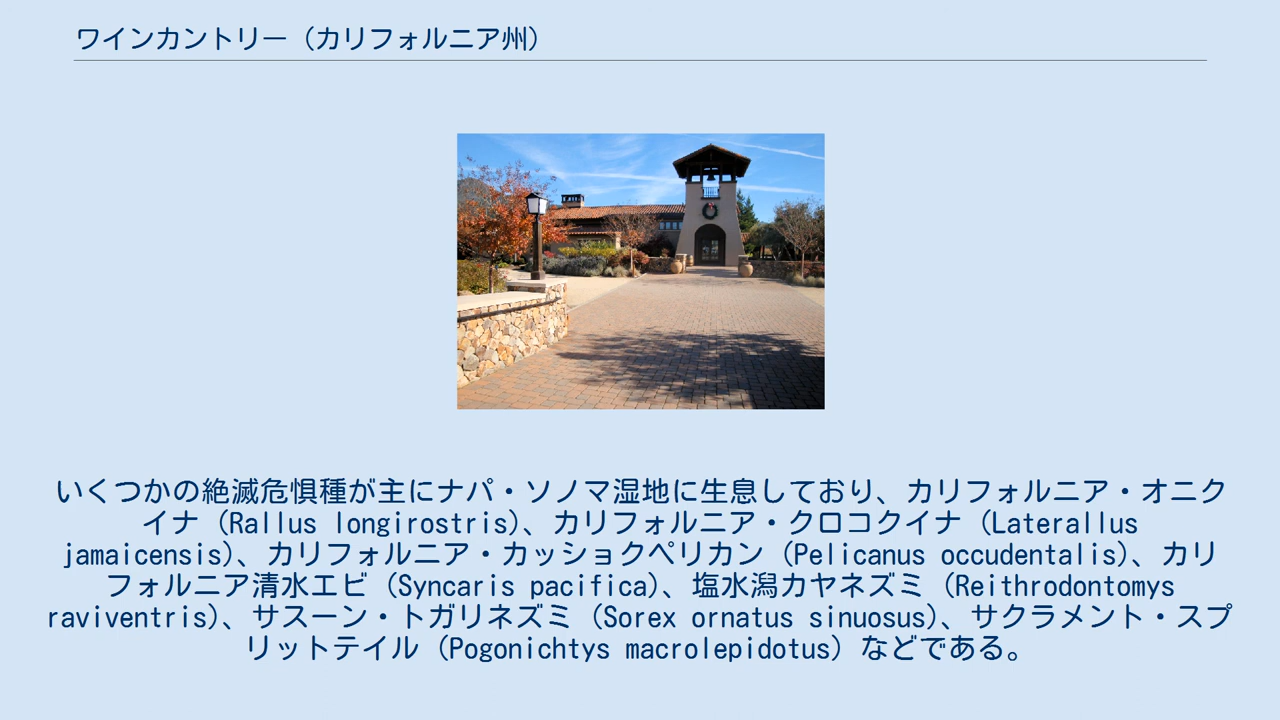 ワインカントリー（カリフォルニア州）
いくつかの絶滅危惧種が主にナパ・ソノマ湿地に生息しており、カリフォルニア・オニク
イナ（Rallus longirostris)、カリフォルニア・クロコクイナ（Laterallus
jamaicensis)、カリフォルニア・カッショクペリカン（Pelicanus occudentalis)、カリ
フォルニア清水エビ（Syncaris pacifica)、塩水潟カヤネズミ（Reithrodontomys
raviventris)、サスーン・トガリネズミ（Sorex ornatus sinuosus)、サクラメント・スプ
リットテイル（Pogonichtys macrolepidotus）などである。